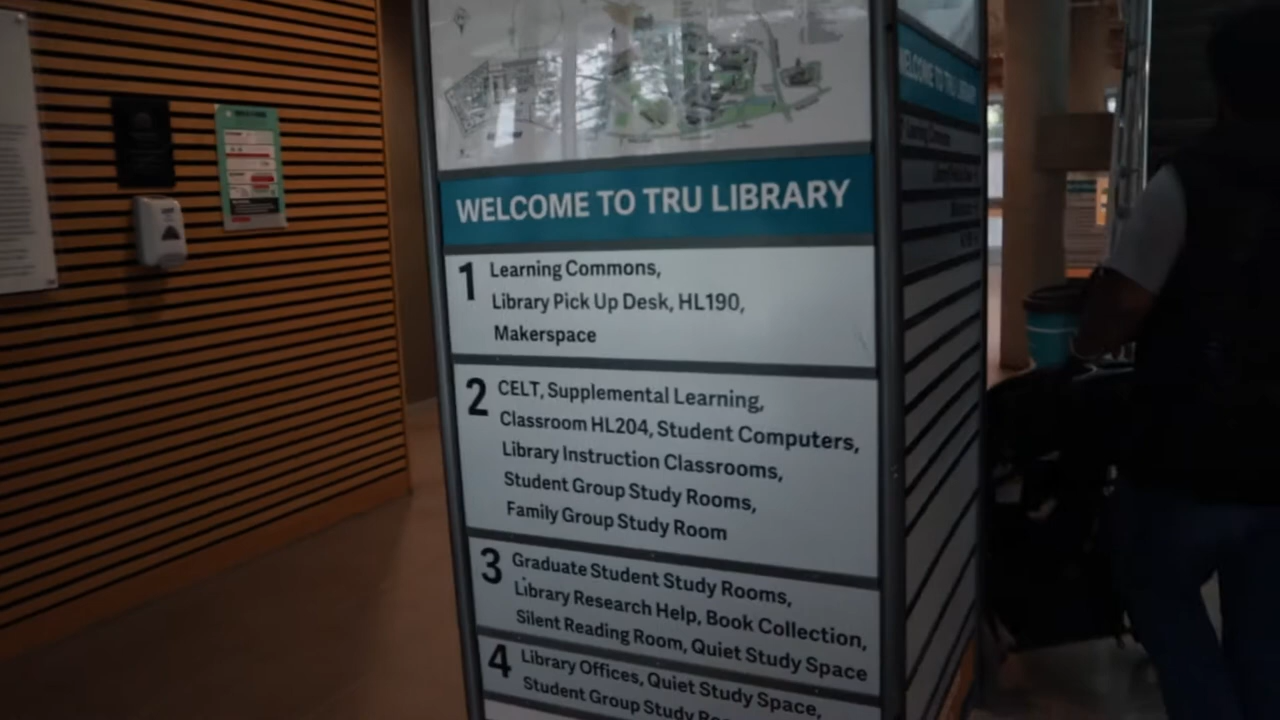 WELCOME TO TRU LIBRARY
1 Learning Commons,
Library Pick Up Desk, HL190,
Makerspace
2 CELT, Supplemental Learning,
Classroom HL204, Student Computers,
Library Instruction Classrooms,
Student Group Study Rooms,
Family Group Study Room
3 Graduate Student Study Rooms,
Library Research Help, Book Collection,
Silent Reading Room, Quiet Study Space
4 Library Offices, Quiet Study Space,
Student Group Study
WELCOME TO TRU LIBRARY
Learning Commons